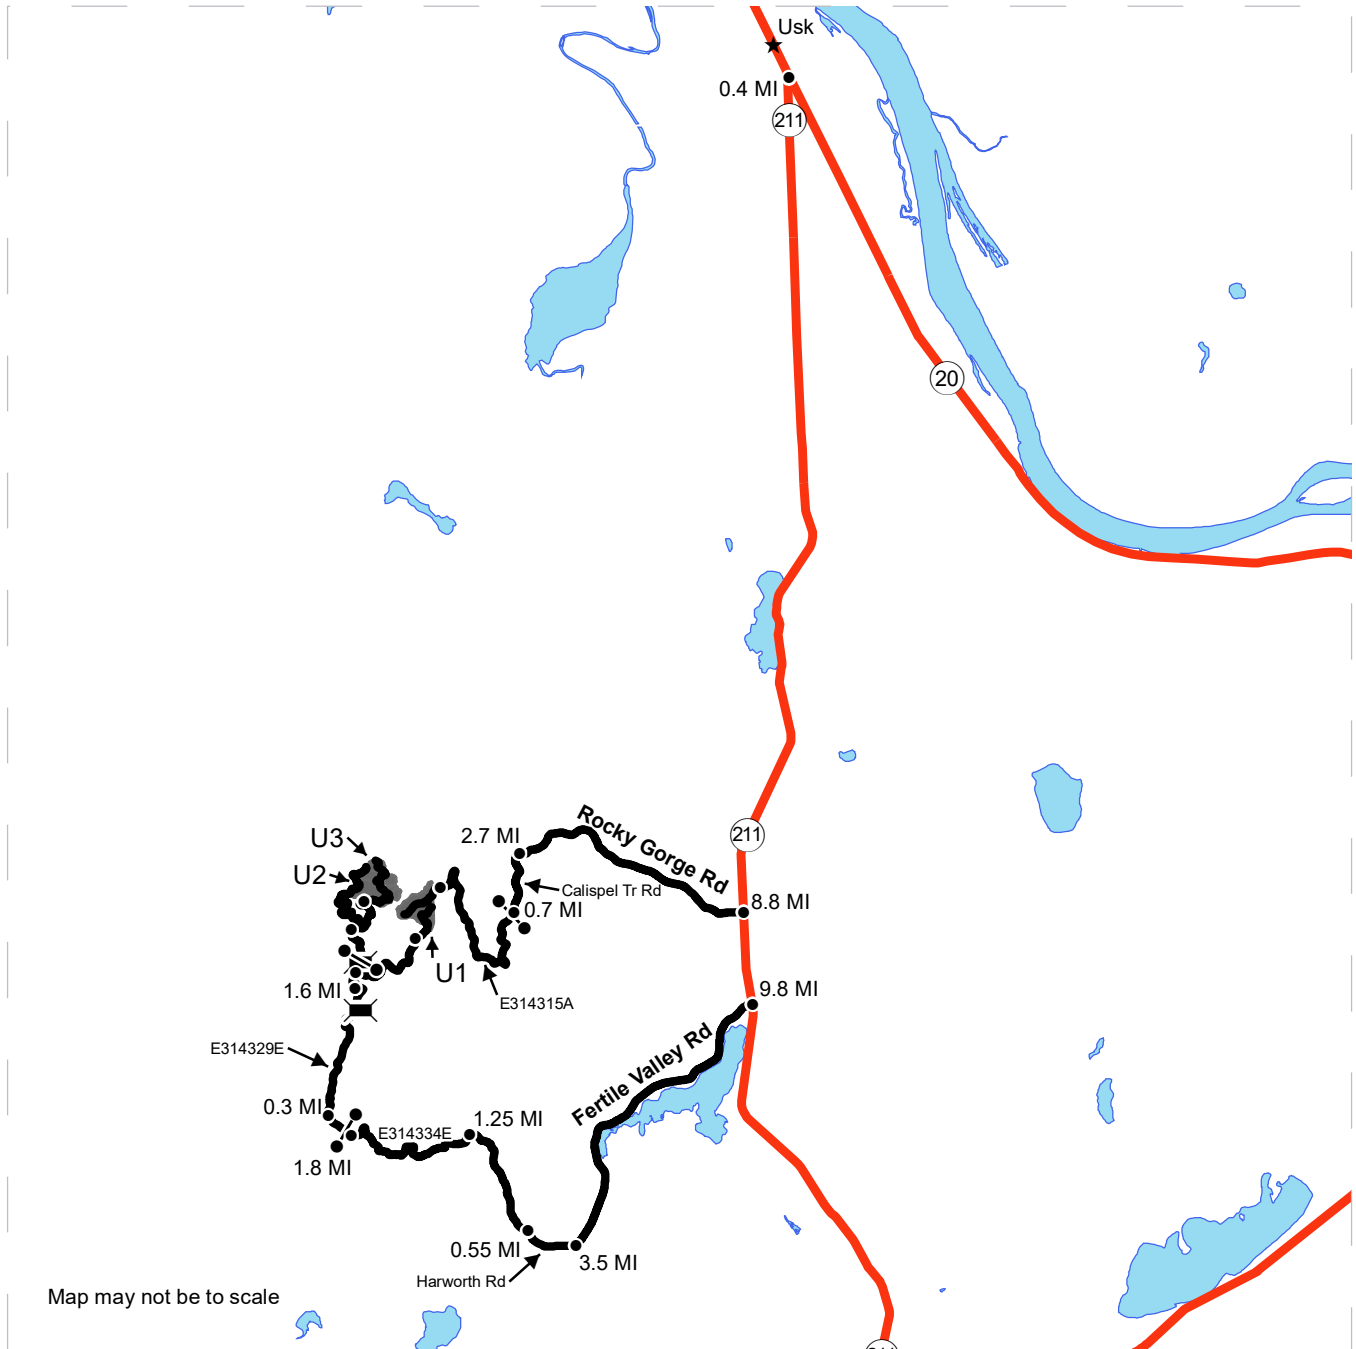 Usk
0.4 MI
211
20
211
Rocky Gorge Rd
2.7 MI
U3
U2
Calispel Tr Rd
8.8 MI
0.7 MI
U1
1.6 MI
E314315A
9.8 MI
Fertile Valley Rd
E314329E
0.3 MI
1.25 MI
E314334E
1.8 MI
0.55 MI
3.5 MI
Harworth Rd
Map may not be to scale